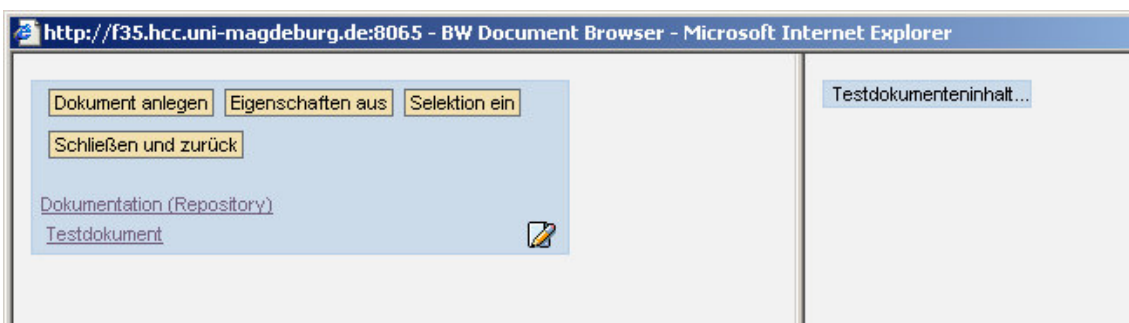 http://f35.hcc.uni-magdeburg.de:8065 - BW Document Browser - Microsoft Internet Explorer
Dokument anlegen Eigenschaften aus Selektion ein
Schließen und zurück
Dokumentation (Repository)
Testdokument
Testdokumenteninhalt...